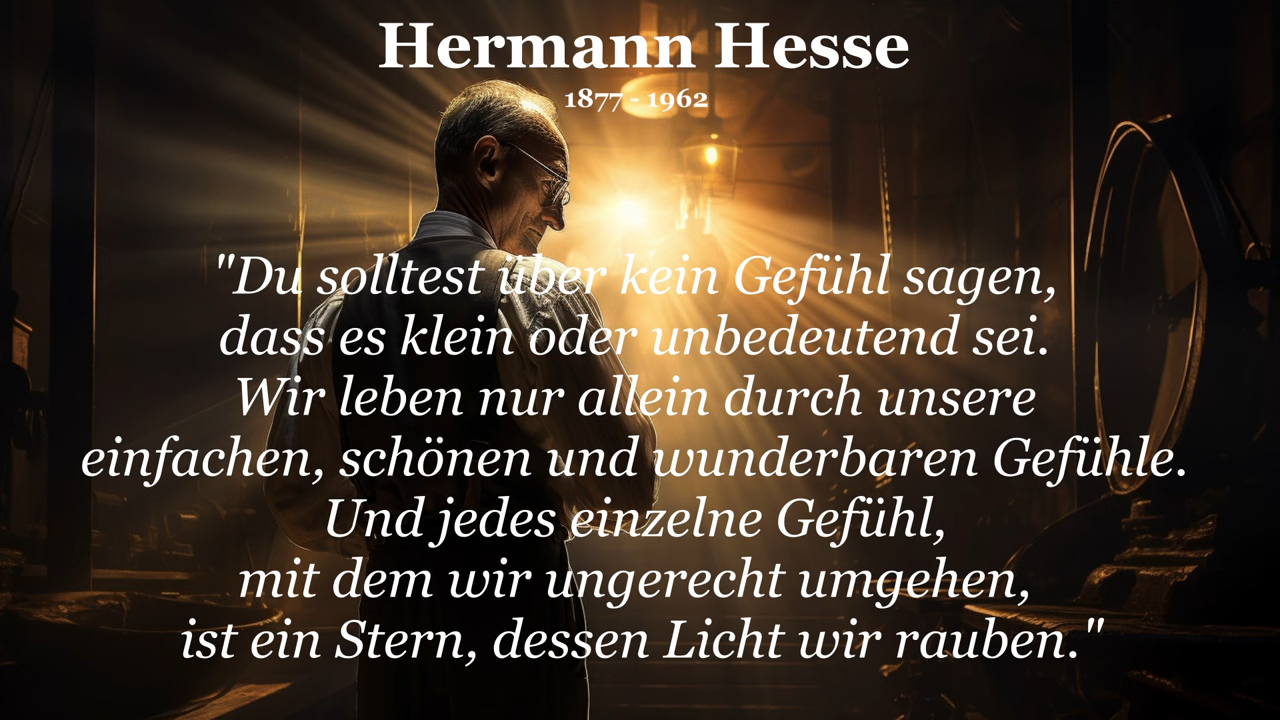 Hermann Hesse
1877 - 1962
"Du solltest über kein Gefühl sagen,
dass es klein oder unbedeutend sei.
Wir leben nur allein durch unsere
einfachen, schönen und wunderbaren Gefühle.
Und jedes einzelne Gefühl,
mit dem wir ungerecht umgehen,
ist ein Stern, dessen Licht wir rauben."